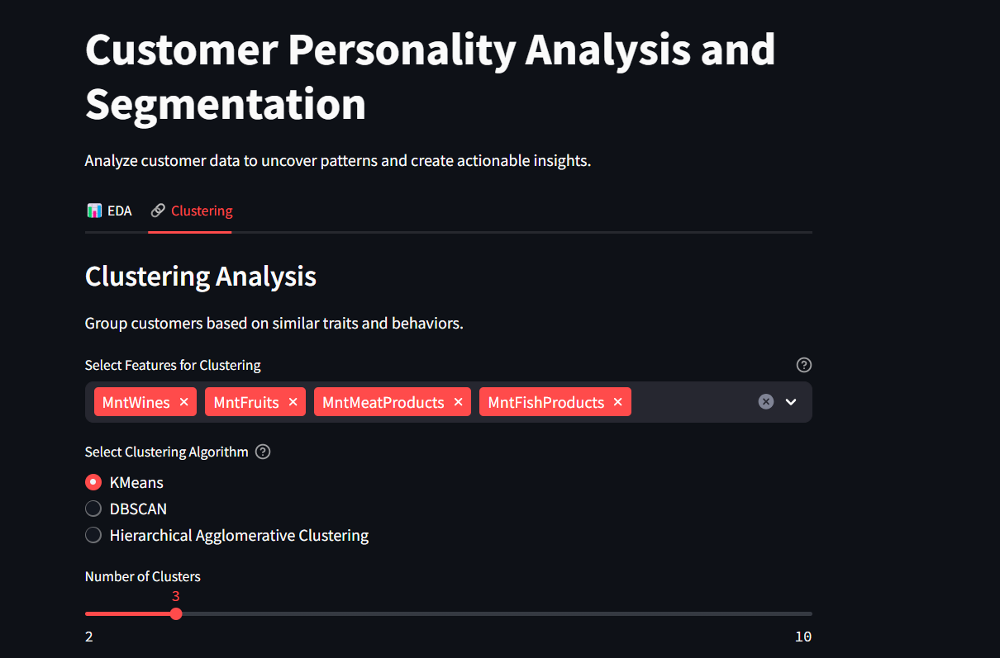 Customer Personality Analysis and
Segmentation
Analyze customer data to uncover patterns and create actionable insights.
📊 EDA 🔗 Clustering
Clustering Analysis
Group customers based on similar traits and behaviors.
Select Features for Clustering ?
MntWines × MntFruits × MntMeatProducts × MntFishProducts ×
Select Clustering Algorithm ?
KMeans
DBSCAN
Hierarchical Agglomerative Clustering
Number of Clusters
3
2 10